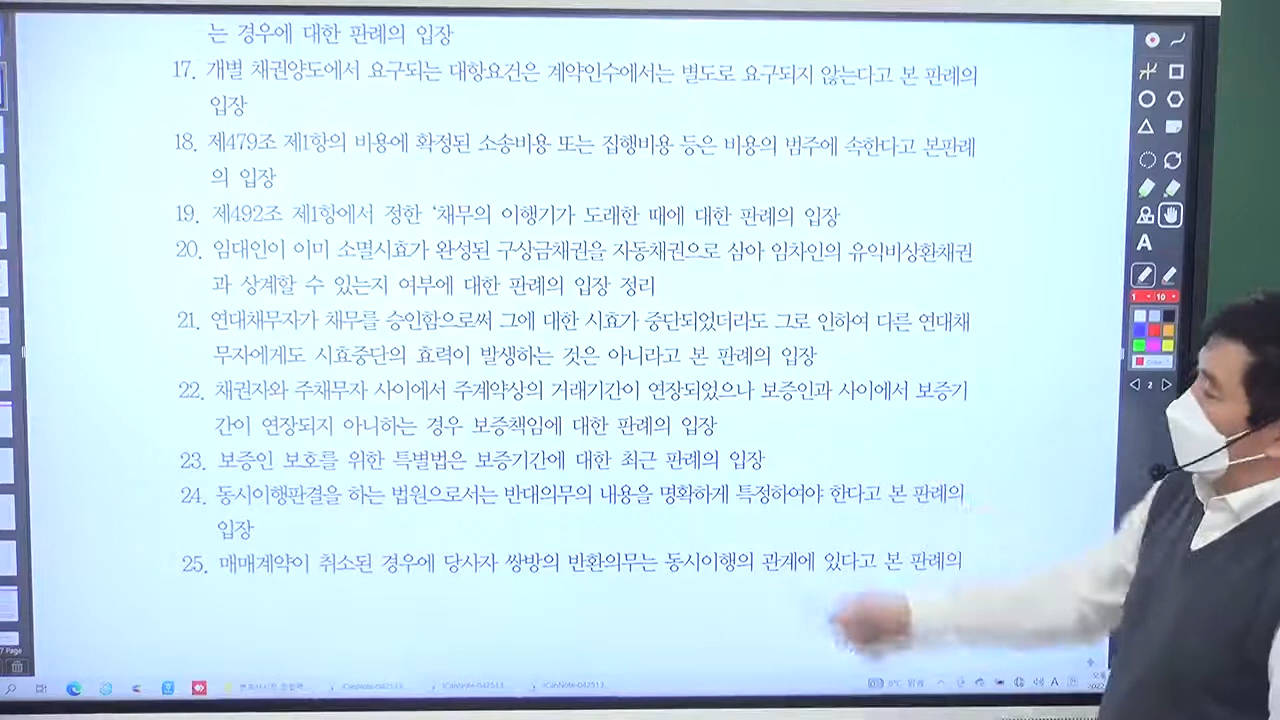 는 경우에 대한 판례의 입장
17. 개별 채권양도에서 요구되는 대항요건은 계약인수에서는 별도로 요구되지 않는다고 본 판례의
입장
18. 제479조 제1항의 비용에 확정된 소송비용 또는 집행비용 등은 비용의 범주에 속한다고 본판례
의 입장
19. 제492조 제1항에서 정한 '채무의 이행기가 도래한 때에 대한 판례의 입장
20. 임대인이 이미 소멸시효가 완성된 구상금채권을 자동채권으로 삼아 임차인의 유익비상환채권
과 상계할 수 있는지 여부에 대한 판례의 입장 정리
21. 연대채무자가 채무를 승인함으로써 그에 대한 시효가 중단되었더라도 그로 인하여 다른 연대채
무자에게도 시효중단의 효력이 발생하는 것은 아니라고 본 판례의 입장
22. 채권자와 주채무자 사이에서 주계약상의 거래기간이 연장되었으나 보증인과 사이에서 보증기
간이 연장되지 아니하는 경우 보증책임에 대한 판례의 입장
23. 보증인 보호를 위한 특별법은 보증기간에 대한 최근 판례의 입장
24. 동시이행판결을 하는 법원으로서는 반대의무의 내용을 명확하게 특정하여야 한다고 본 판례의
입장
25. 매매계약이 취소된 경우에 당사자 쌍방의 반환의무는 동시이행의 관계에 있다고 본 판례의
A
1 10
2
7 Page
iCanNote-042513
iCanNote-042513
iCanNote-042513
A